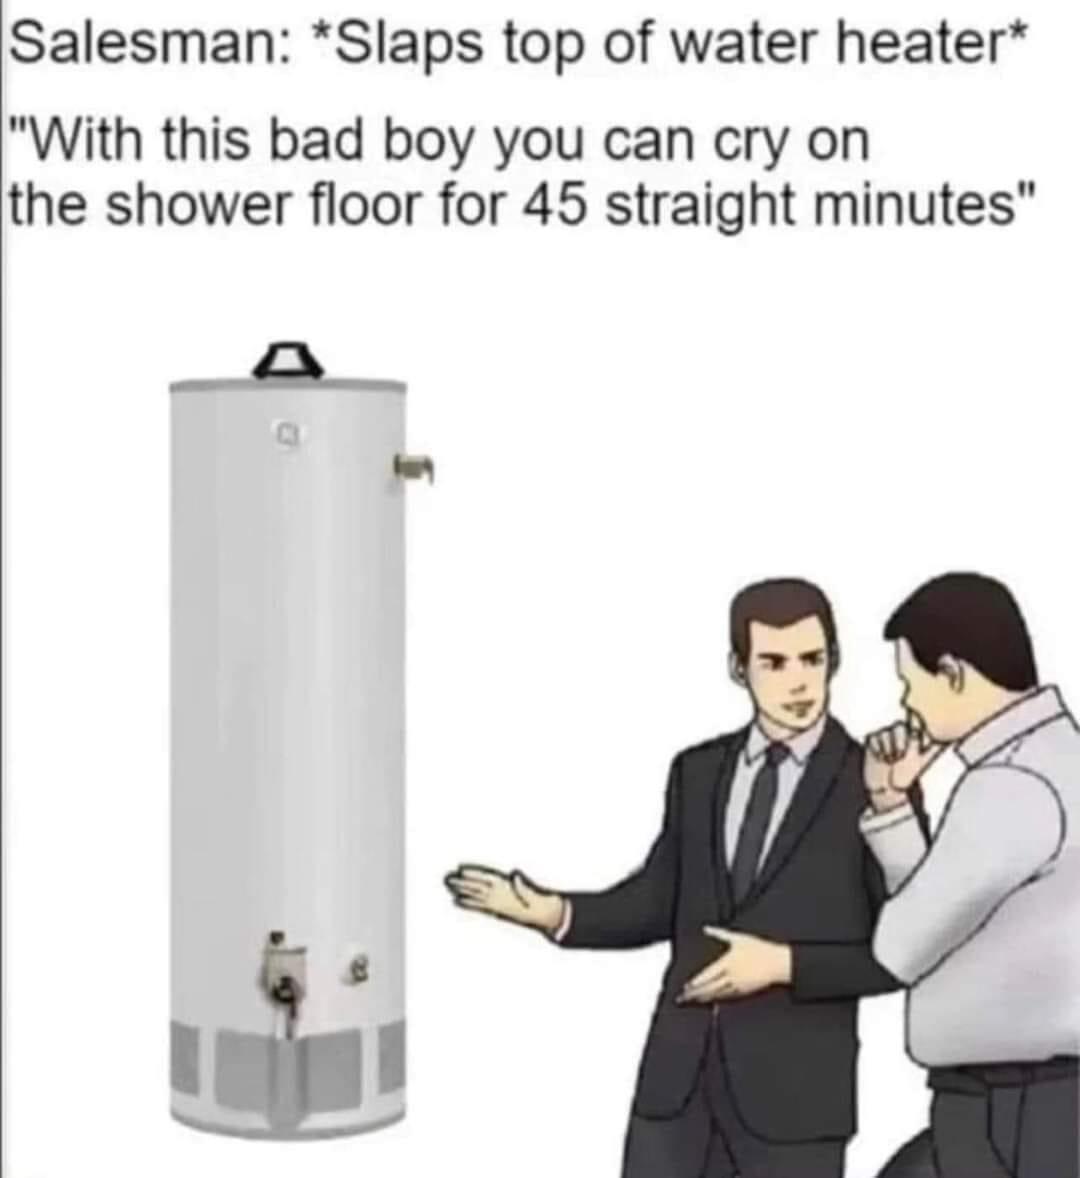 Salesman: *Slaps top of water heater*
"With this bad boy you can cry on
the shower floor for 45 straight minutes"